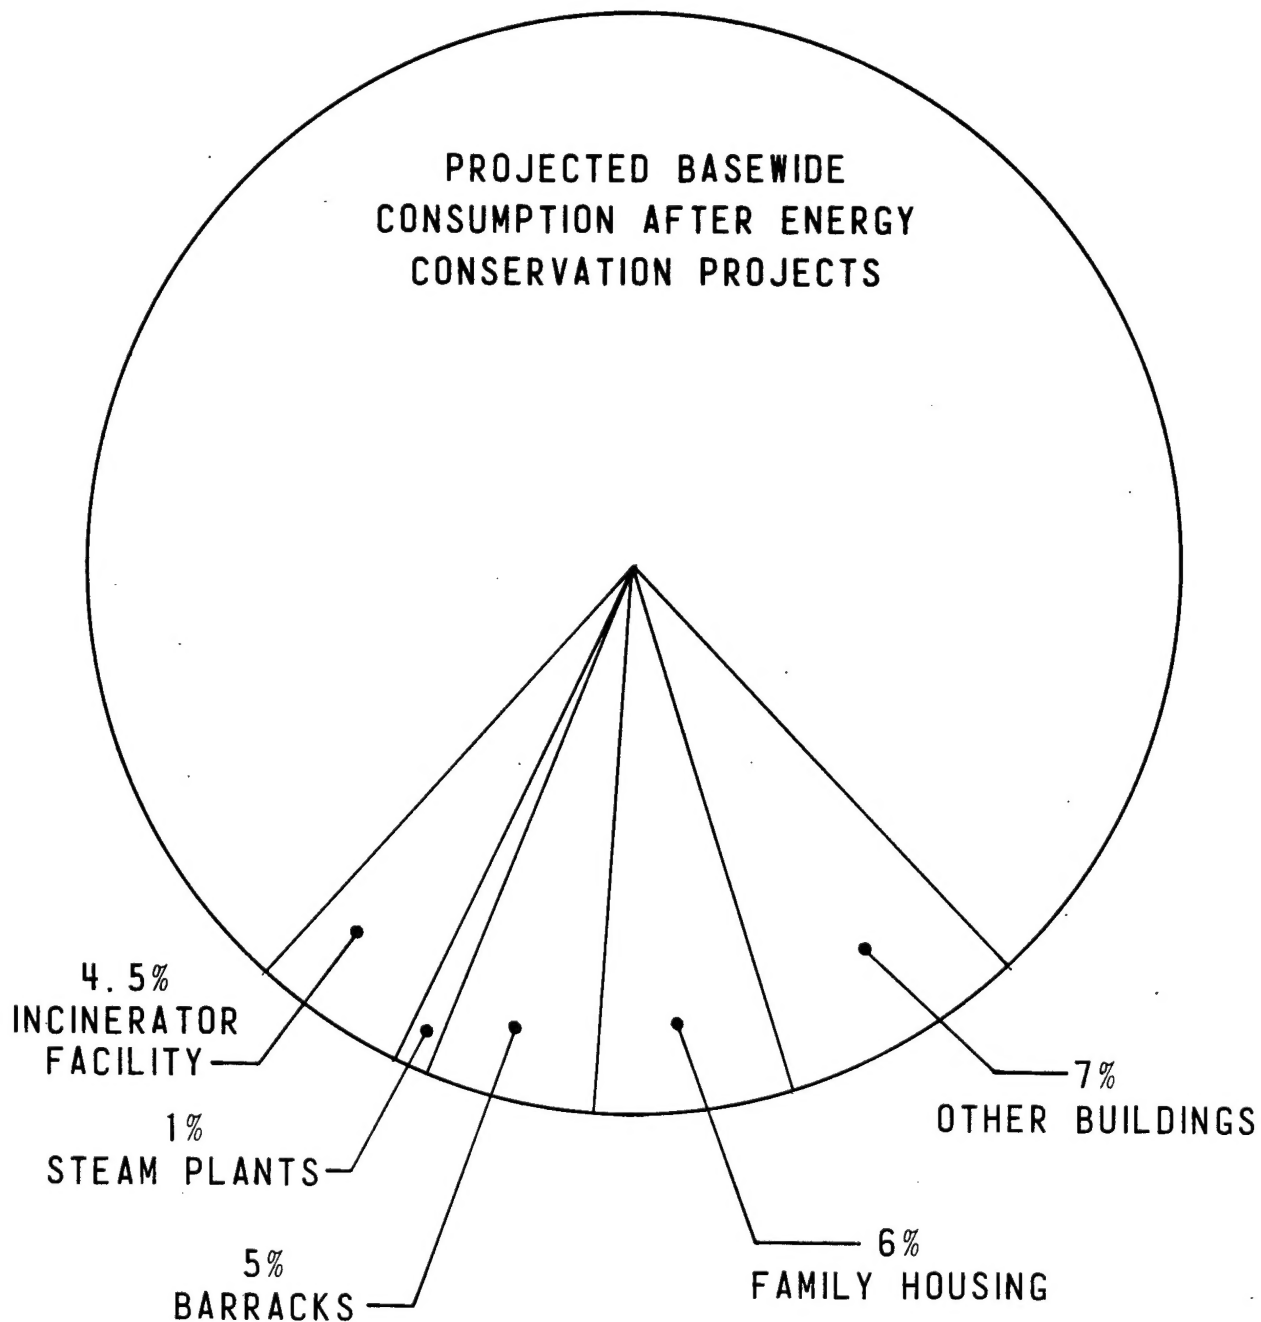 PROJECTED BASEWIDE
CONSUMPTION AFTER ENERGY
CONSERVATION PROJECTS
4.5%
INCINERATOR
FACILITY
1%
STEAM PLANTS
5%
BARRACKS
6%
FAMILY HOUSING
7%
OTHER BUILDINGS